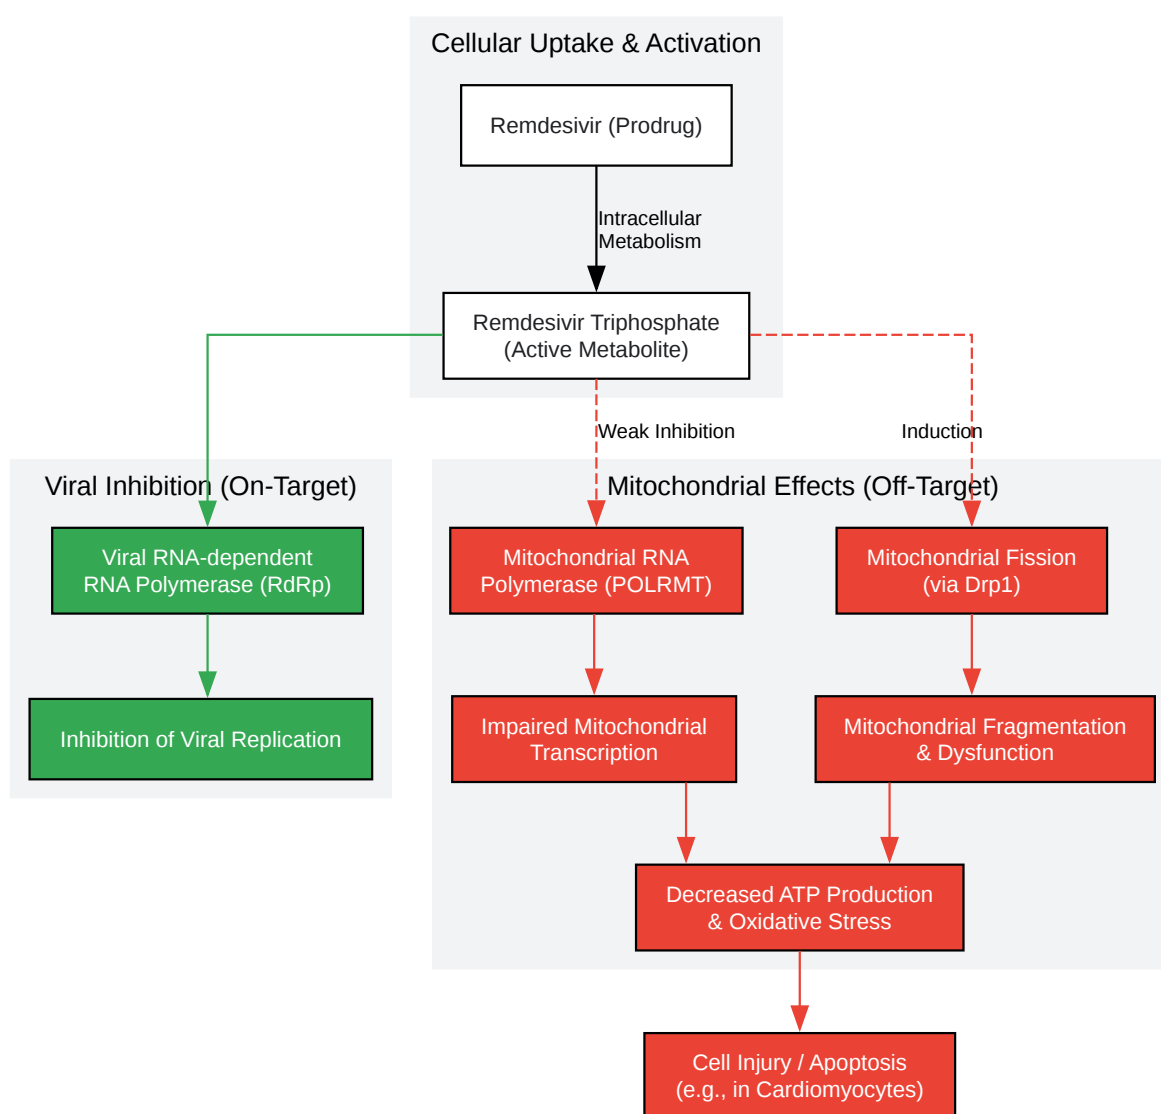 Cellular Uptake & Activation
Remdesivir (Prodrug)
Intracellular
Metabolism
Remdesivir Triphosphate
(Active Metabolite)
Weak Inhibition
Induction
Viral Inhibition (On-Target)
Mitochondrial Effects (Off-Target)
Viral RNA-dependent
RNA Polymerase (RdRp)
Mitochondrial RNA
Polymerase (POLRMT)
Mitochondrial Fission
(via Drp1)
Inhibition of Viral Replication
Impaired Mitochondrial
Transcription
Mitochondrial Fragmentation
& Dysfunction
Decreased ATP Production
& Oxidative Stress
Cell Injury / Apoptosis
(e.g., in Cardiomyocytes)